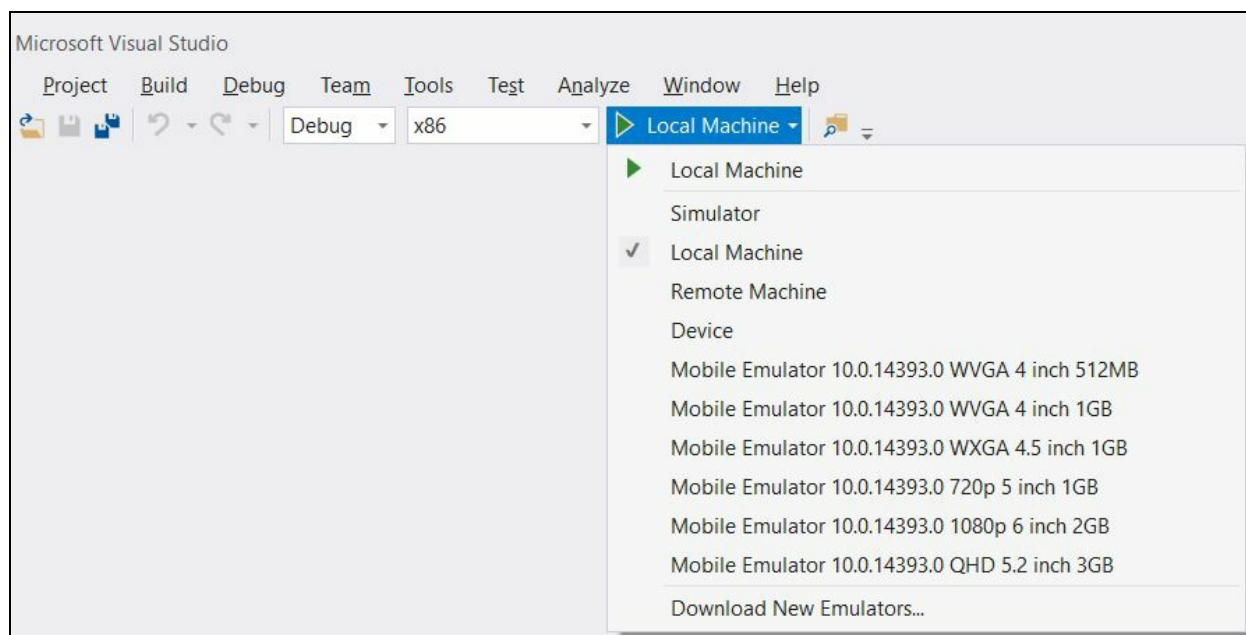 Microsoft Visual Studio
Project Build Debug Team Tools Test Analyze Window Help
Debug x86 Local Machine
Local Machine
Simulator
Local Machine
Remote Machine
Device
Mobile Emulator 10.0.14393.0 WVGA 4 inch 512MB
Mobile Emulator 10.0.14393.0 WVGA 4 inch 1GB
Mobile Emulator 10.0.14393.0 WXGA 4.5 inch 1GB
Mobile Emulator 10.0.14393.0 720p 5 inch 1GB
Mobile Emulator 10.0.14393.0 1080p 6 inch 2GB
Mobile Emulator 10.0.14393.0 QHD 5.2 inch 3GB
Download New Emulators...